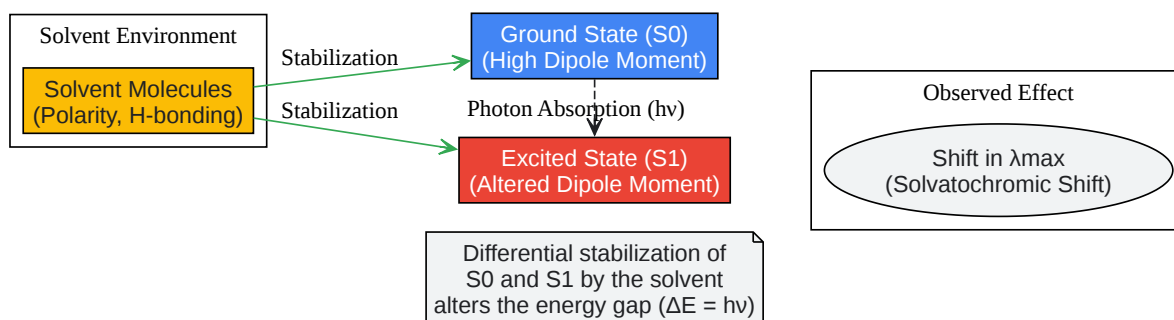 Solvent Environment
Solvent Molecules
(Polarity, H-bonding)
Stabilization
Stabilization
Ground State (S0)
(High Dipole Moment)
Photon Absorption (hν)
Excited State (S1)
(Altered Dipole Moment)
Differential stabilization of
S0 and S1 by the solvent
alters the energy gap (ΔE = hν)
Observed Effect
Shift in λmax
(Solvatochromic Shift)